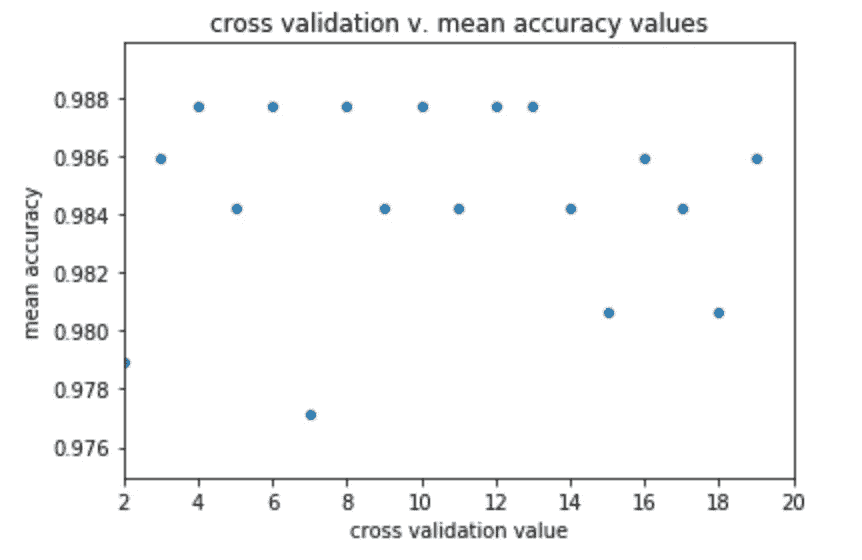 cross validation v. mean accuracy values
0.988
0.986
0.984
0.982
0.980
0.978
0.976
mean accuracy
2 4 6 8 10 12 14 16 18 20
cross validation value